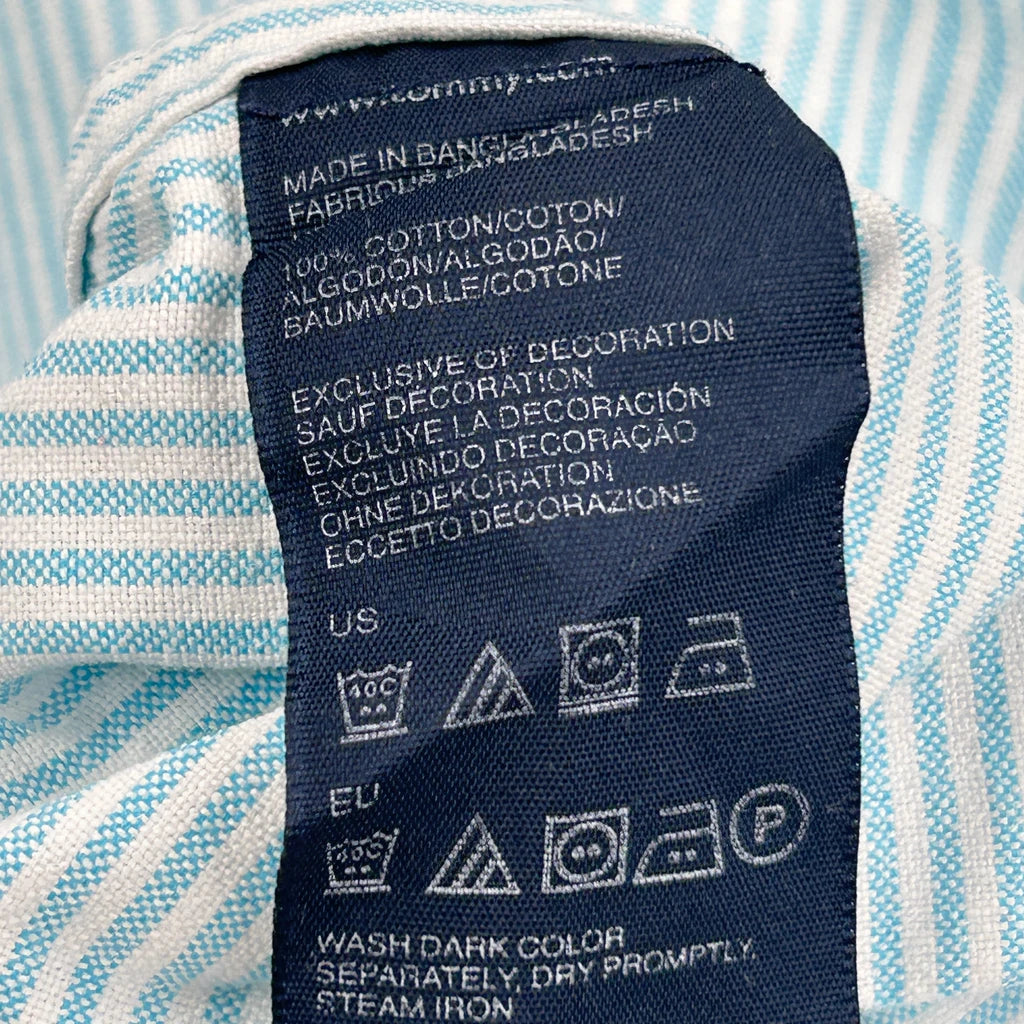 www.tommy.com
MADE IN BANGLADESH
FABRIQUE BANGLADESH
100% COTTON/COTON/
ALGODÓN/ALGODÃO/
BAUMWOLLE/COTONE
EXCLUSIVE OF DECORATION
SAUF DECORATION
EXCLUYE LA DECORACIÓN
EXCLUINDO DECORAÇAO
OHNE DEKORATION
ECCETTO DECORAZIONE
US
40C
EU
40C
P
WASH DARK COLOR
SEPARATELY, DRY PROMPTLY,
STEAM IRON